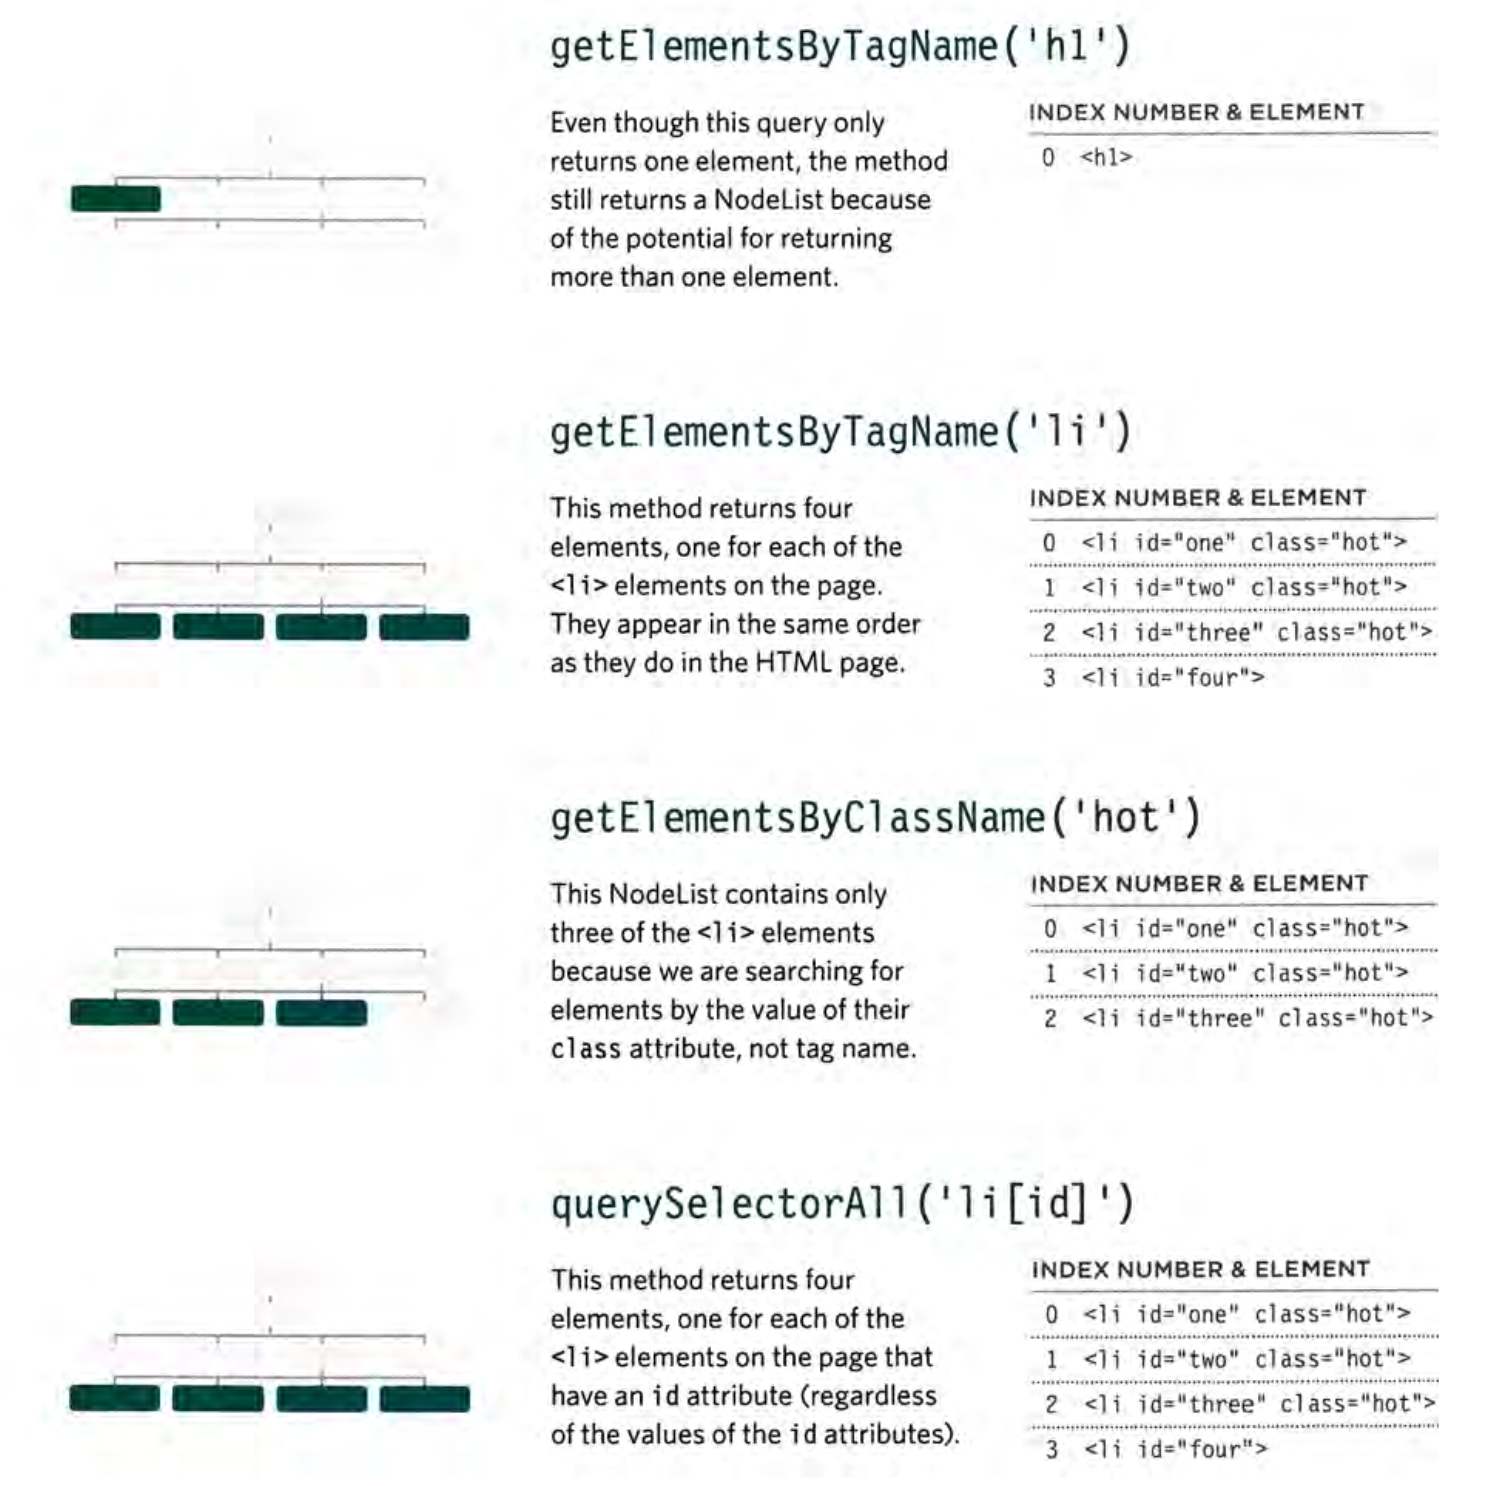 getElementsByTagName('h1')
Even though this query only
returns one element, the method
still returns a NodeList because
of the potential for returning
more than one element.
INDEX NUMBER & ELEMENT
0 <h1>
getElementsByTagName('li')
This method returns four
elements, one for each of the
<li> elements on the page.
They appear in the same order
as they do in the HTML page.
INDEX NUMBER & ELEMENT
0 <li id="one" class="hot">
1 <li id="two" class="hot">
2 <li id="three" class="hot">
3 <li id="four">
getElementsByClassName('hot')
This NodeList contains only
three of the <li> elements
because we are searching for
elements by the value of their
class attribute, not tag name.
INDEX NUMBER & ELEMENT
0 <li id="one" class="hot">
1 <li id="two" class="hot">
2 <li id="three" class="hot">
querySelectorAll('li[id]')
This method returns four
elements, one for each of the
<li> elements on the page that
have an id attribute (regardless
of the values of the id attributes).
INDEX NUMBER & ELEMENT
0 <li id="one" class="hot">
1 <li id="two" class="hot">
2 <li id="three" class="hot">
3 <li id="four">